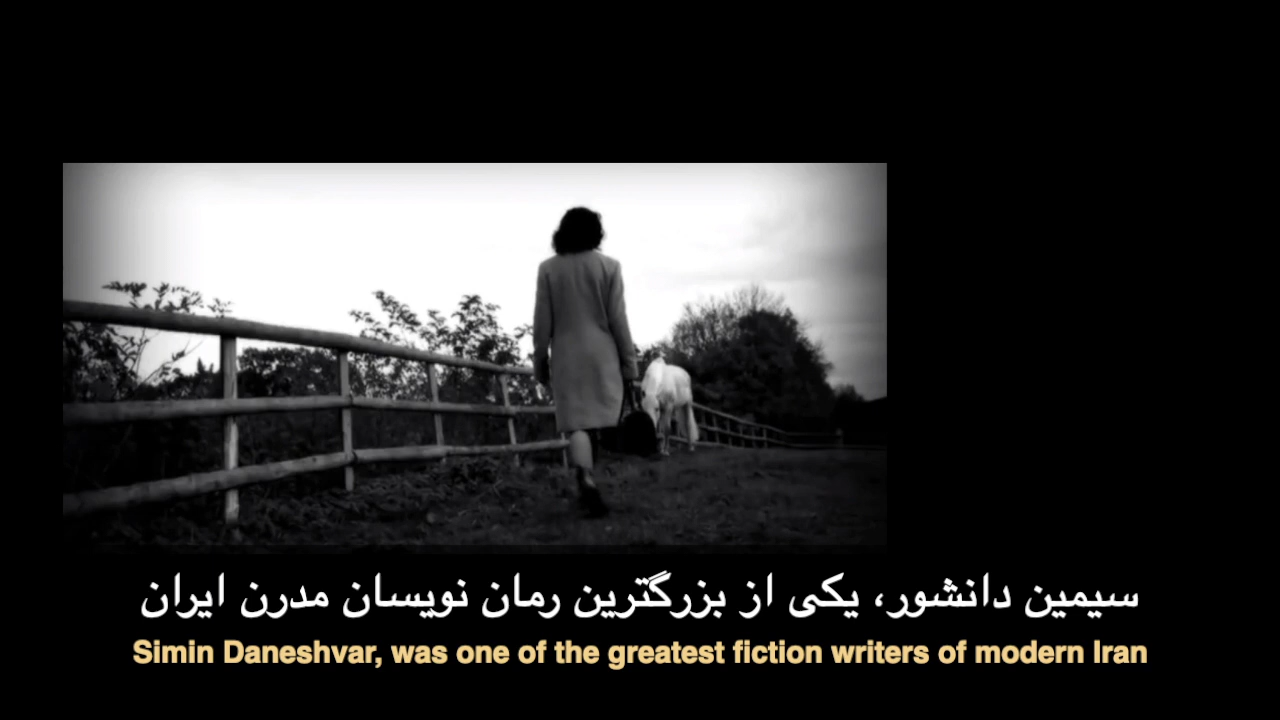 سیمین دانشور، یکی از بزرگترین رمان نویسان مدرن ایران
Simin Daneshvar, was one of the greatest fiction writers of modern Iran